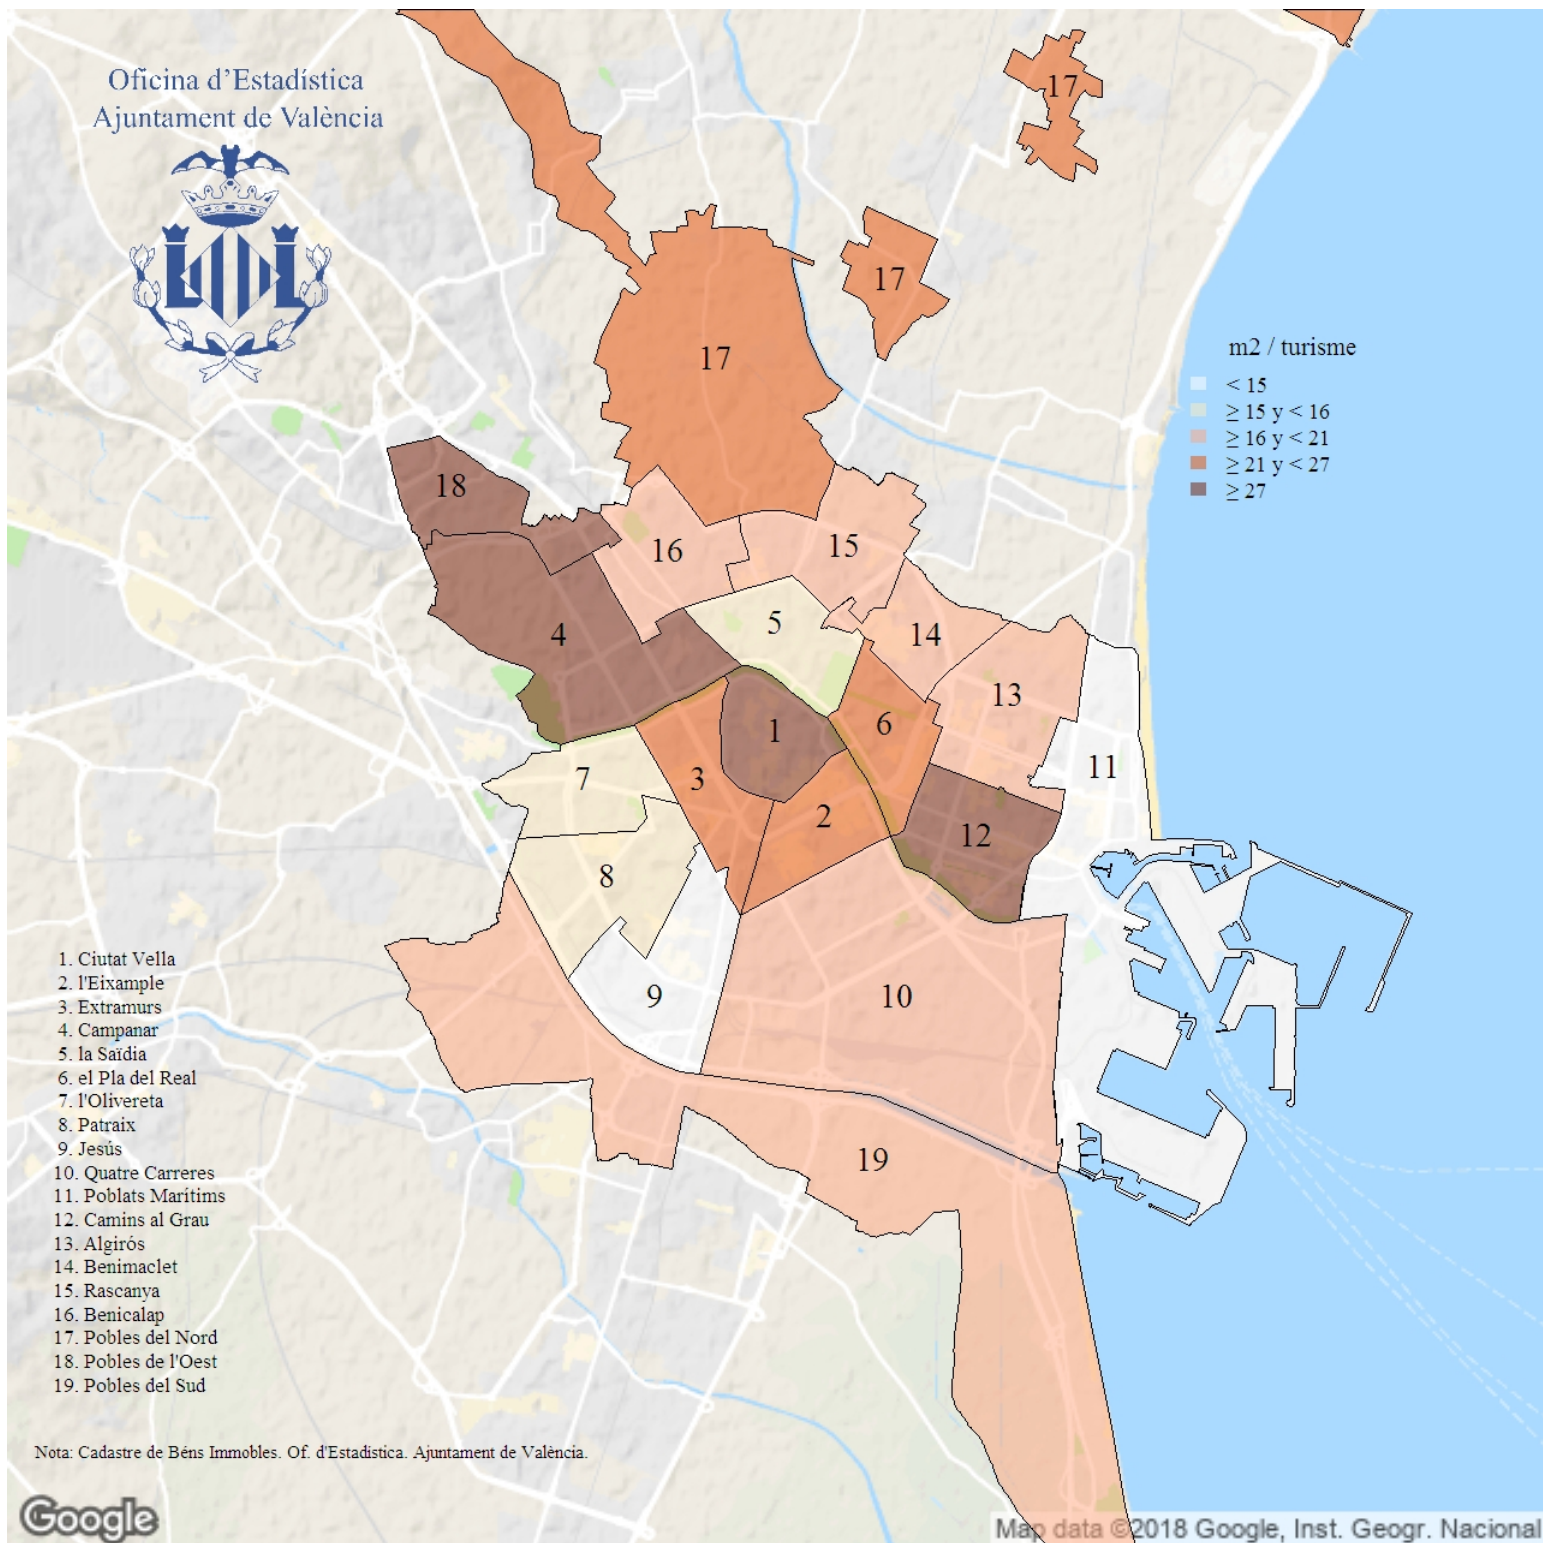 Oficina d'Estadística
Ajuntament de València
17
17
17
m2 / turisme
< 15
≥ 15 y < 16
≥ 16 y < 21
≥ 21 y < 27
≥ 27
18
16
15
4
5
14
13
1
6
11
7
3
2
12
8
9
10
19
1. Ciutat Vella
2. l'Eixample
3. Extramurs
4. Campanar
5. la Saïdia
6. el Pla del Real
7. l'Olivereta
8. Patraix
9. Jesús
10. Quatre Carreres
11. Poblats Marítims
12. Camins al Grau
13. Algirós
14. Benimaclet
15. Rascanya
16. Benicalap
17. Pobles del Nord
18. Pobles de l'Oest
19. Pobles del Sud
Nota: Cadastre de Béns Immobles. Of. d'Estadística. Ajuntament de València.
Google
Map data ©2018 Google, Inst. Geogr. Nacional